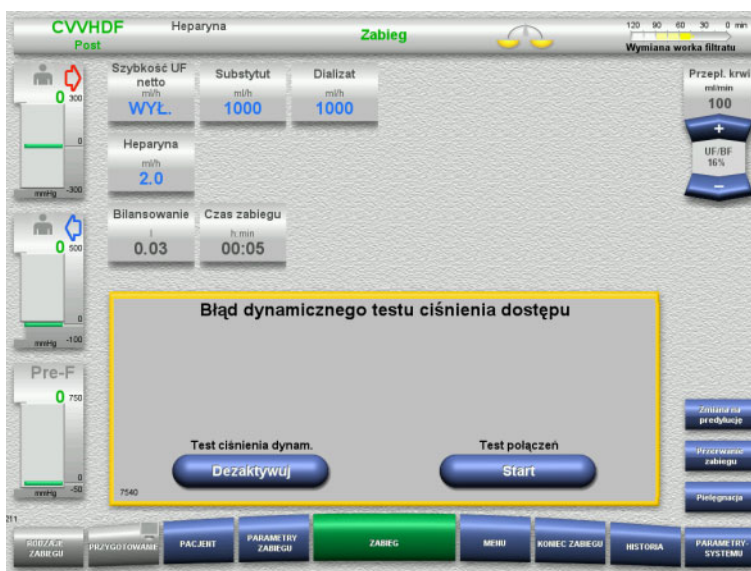 CVVHDF
Post
Heparyna
Zabieg
120 90 60 30 0 min
Wymiana worka filtratu
0 300
0
mmHg -300
Szybkość UF netto
ml/h
WYŁ.
Substytut
ml/h
1000
Dializat
ml/h
1000
Przepł. krwi
ml/min
100
+
UF/BF
16%
−
Heparyna
ml/h
2.0
0 500
0
mmHg -100
Bilansowanie
l
0.03
Czas zabiegu
h:min
00:05
Pre-F
0 750
0
mmHg -50
Błąd dynamicznego testu ciśnienia dostępu
Test ciśnienia dynam.
Dezaktywuj
Test połączeń
Start
7540
Zmiana na predylucję
Przerwanie zabiegu
Pielęgnacja
211
RODZAJE ZABIEGU
PRZYGOTOWANIE
PACJENT
PARAMETRY ZABIEGU
ZABIEG
MENU
KONIEC ZABIEGU
HISTORIA
PARAMETRY- SYSTEMU